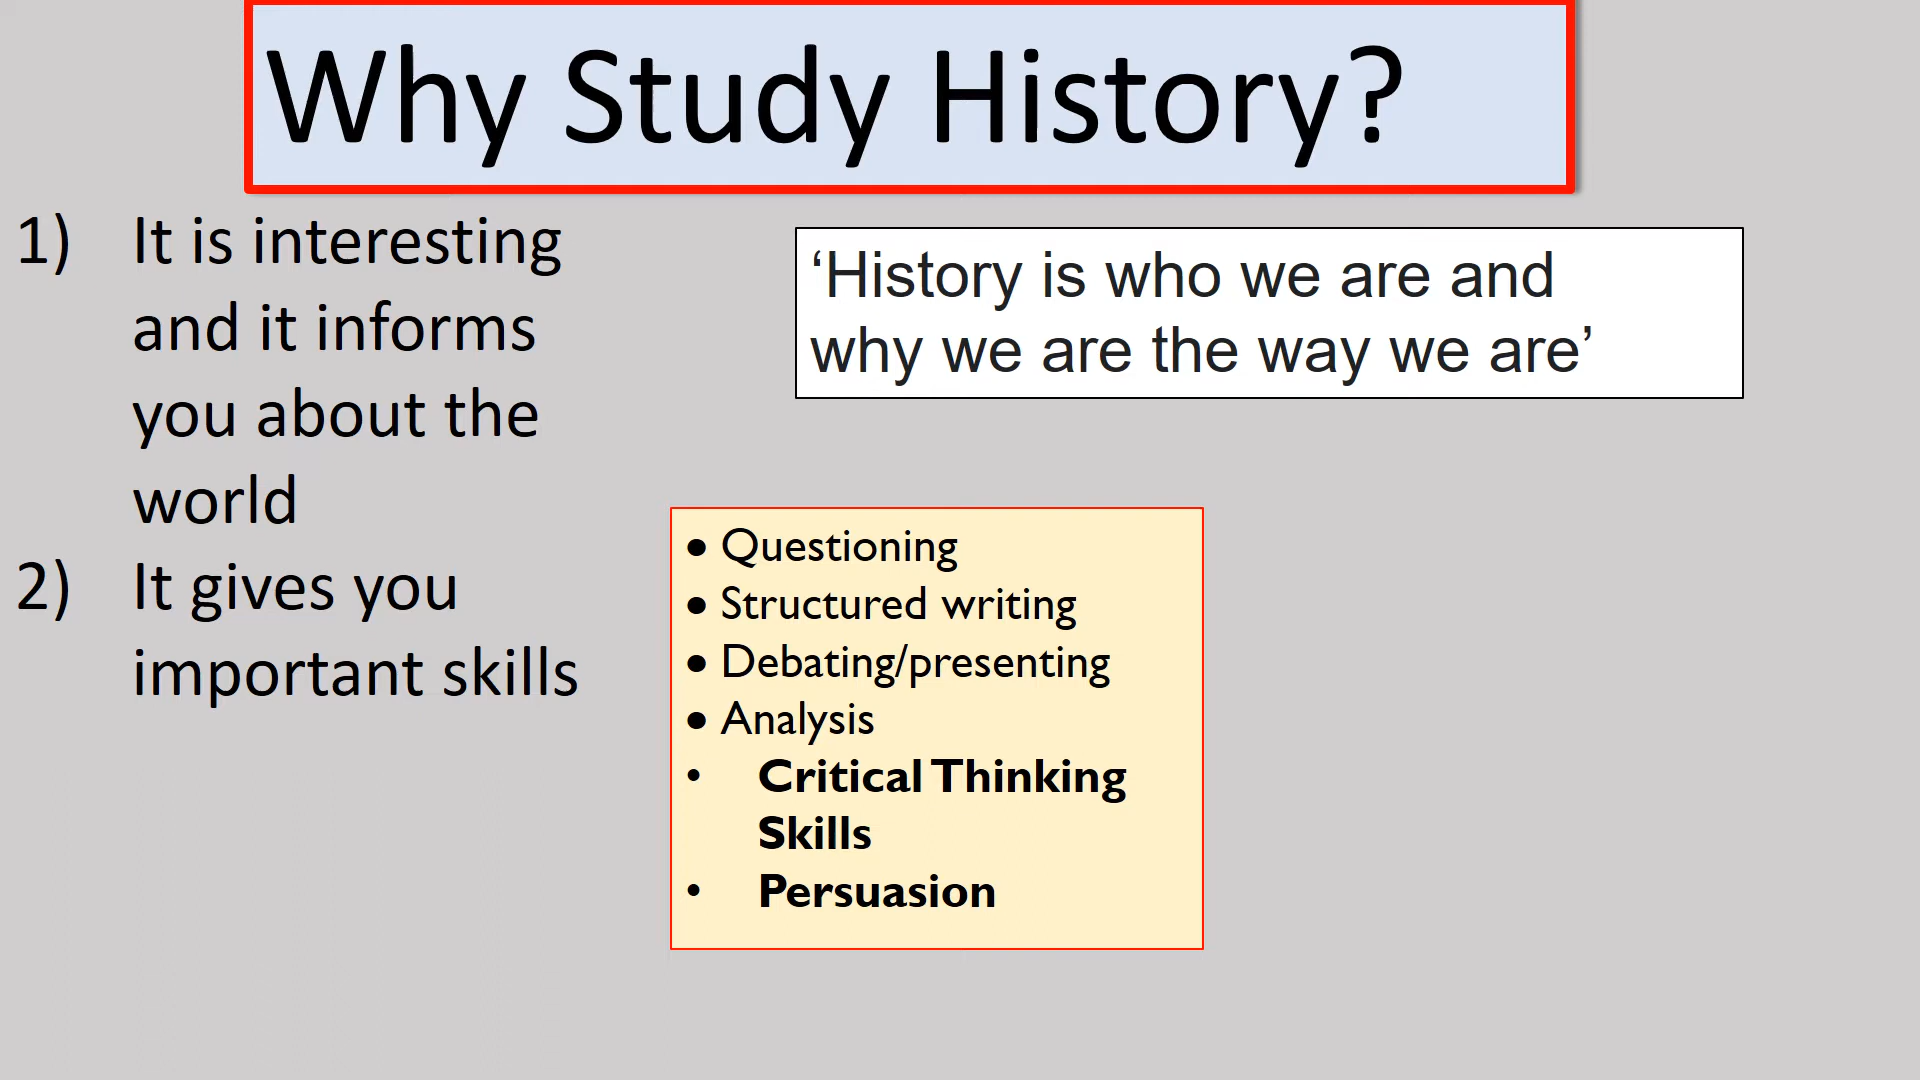 Why Study History?
1) It is interesting
and it informs
you about the
world
2) It gives you
important skills
‘History is who we are and
why we are the way we are’
● Questioning
● Structured writing
● Debating/presenting
● Analysis
• Critical Thinking
Skills
• Persuasion